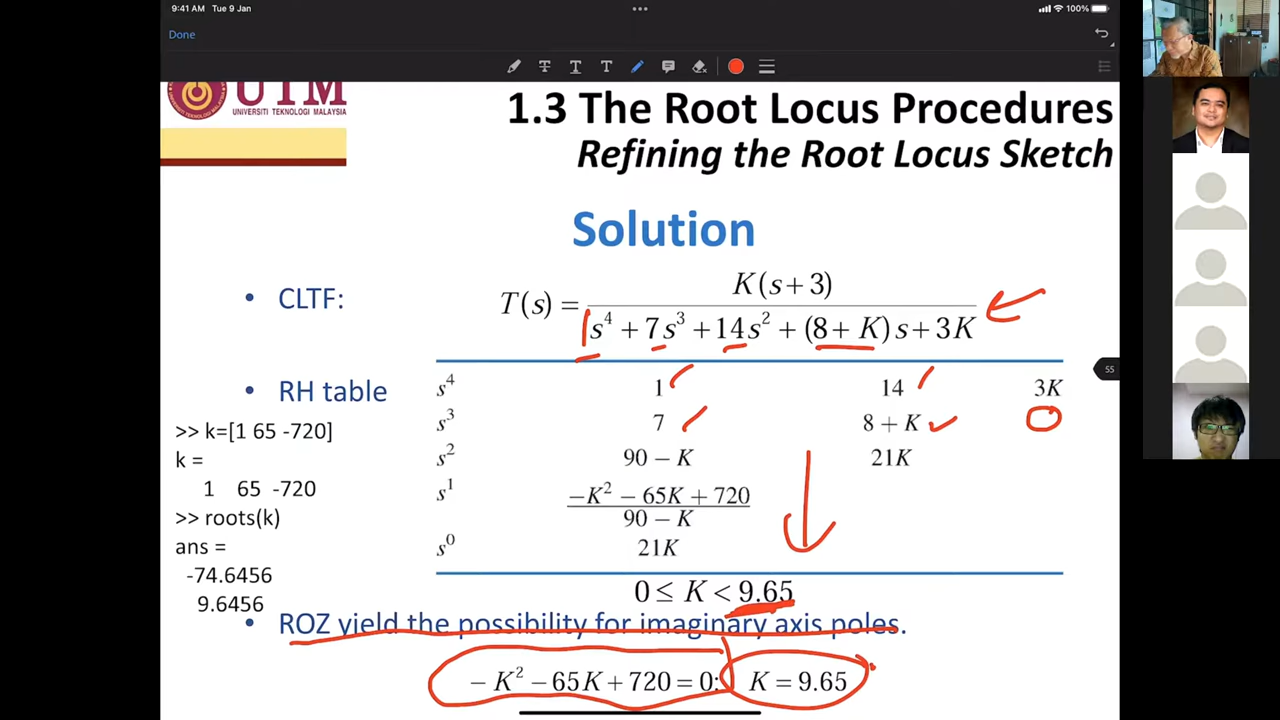 9:41 AM Tue 9 Jan
100%
Done
UTM
UNIVERSITI TEKNOLOGI MALAYSIA
1.3 The Root Locus Procedures
Refining the Root Locus Sketch
Solution
• CLTF:
T(s) = K(s+3) / s⁴ + 7s³ + 14s² + (8 + K)s + 3K
• RH table
s⁴ 1 14 3K
s³ 7 8 + K 0
s² 90 − K 21K
s¹ −K² − 65K + 720 / 90 − K
s⁰ 21K
>> k=[1 65 -720]
k =
1 65 -720
>> roots(k)
ans =
-74.6456
9.6456
0 ≤ K < 9.65
• ROZ yield the possibility for imaginary axis poles.
− K² − 65K + 720 = 0; K = 9.65
55